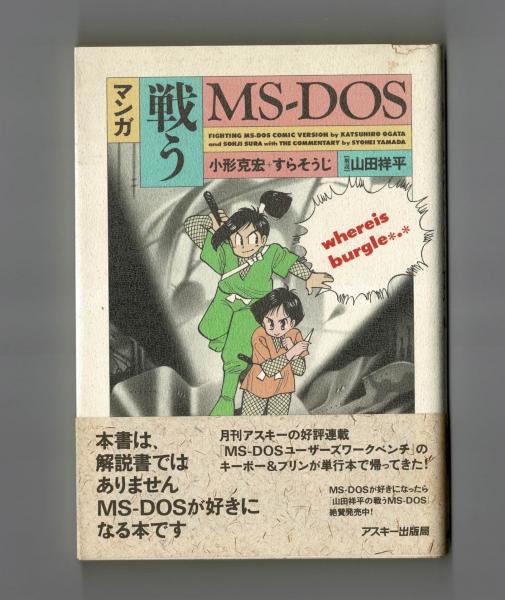 マンガ
戦う
MS-DOS
FIGHTING MS-DOS COMIC VERSION by KATSUHIRO OGATA
and SOHJI SURA with THE COMMENTARY by SYOHEI YAMADA
小形克宏+すらそうじ
[解説]山田祥平
whereis
burgle*.*
本書は、
解説書では
ありません
MS-DOSが好きに
なる本です
月刊アスキーの好評連載
「MS-DOSユーザーズワークベンチ」の
キーボー&プリンが単行本で帰ってきた!
MS-DOSが好きになったら
「山田祥平の戦うMS-DOS」
絶賛発売中!
アスキー出版局